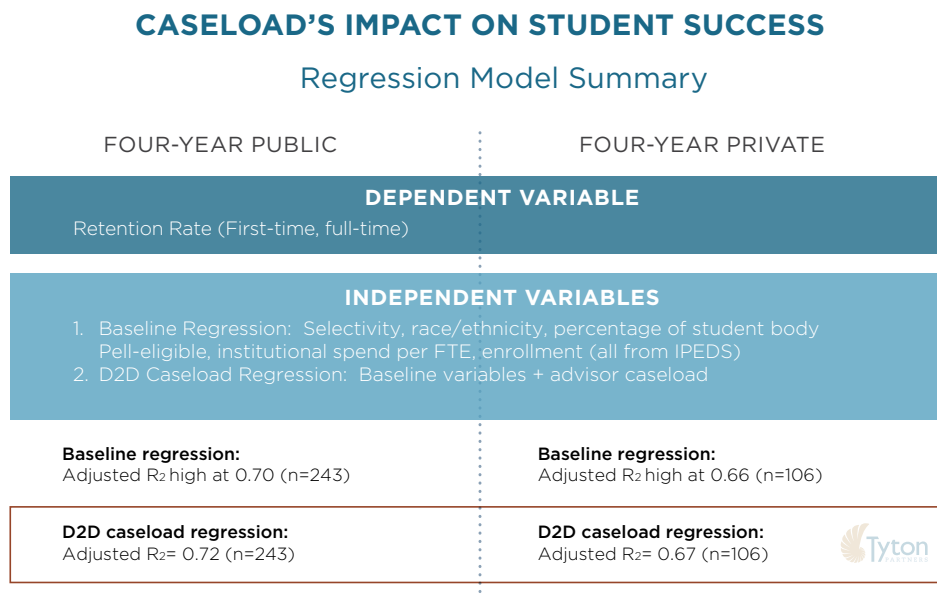 CASELOAD'S IMPACT ON STUDENT SUCCESS
Regression Model Summary
FOUR-YEAR PUBLIC
FOUR-YEAR PRIVATE
DEPENDENT VARIABLE
Retention Rate (First-time, full-time)
INDEPENDENT VARIABLES
1. Baseline Regression: Selectivity, race/ethnicity, percentage of student body
Pell-eligible, institutional spend per FTE, enrollment (all from IPEDS)
2. D2D Caseload Regression: Baseline variables + advisor caseload
Baseline regression:
Adjusted R2 high at 0.70 (n=243)
Baseline regression:
Adjusted R2 high at 0.66 (n=106)
D2D caseload regression:
Adjusted R2= 0.72 (n=243)
D2D caseload regression:
Adjusted R2= 0.67 (n=106)
Tyton
PARTNERS